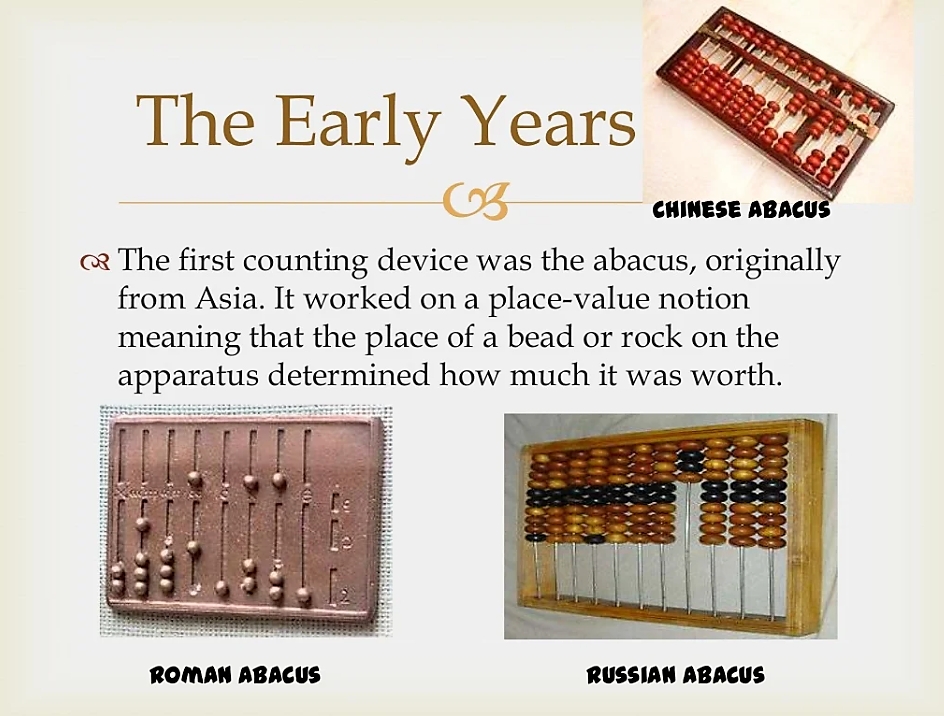 The Early Years
CHINESE ABACUS
The first counting device was the abacus, originally
from Asia. It worked on a place-value notion
meaning that the place of a bead or rock on the
apparatus determined how much it was worth.
ROMAN ABACUS
RUSSIAN ABACUS